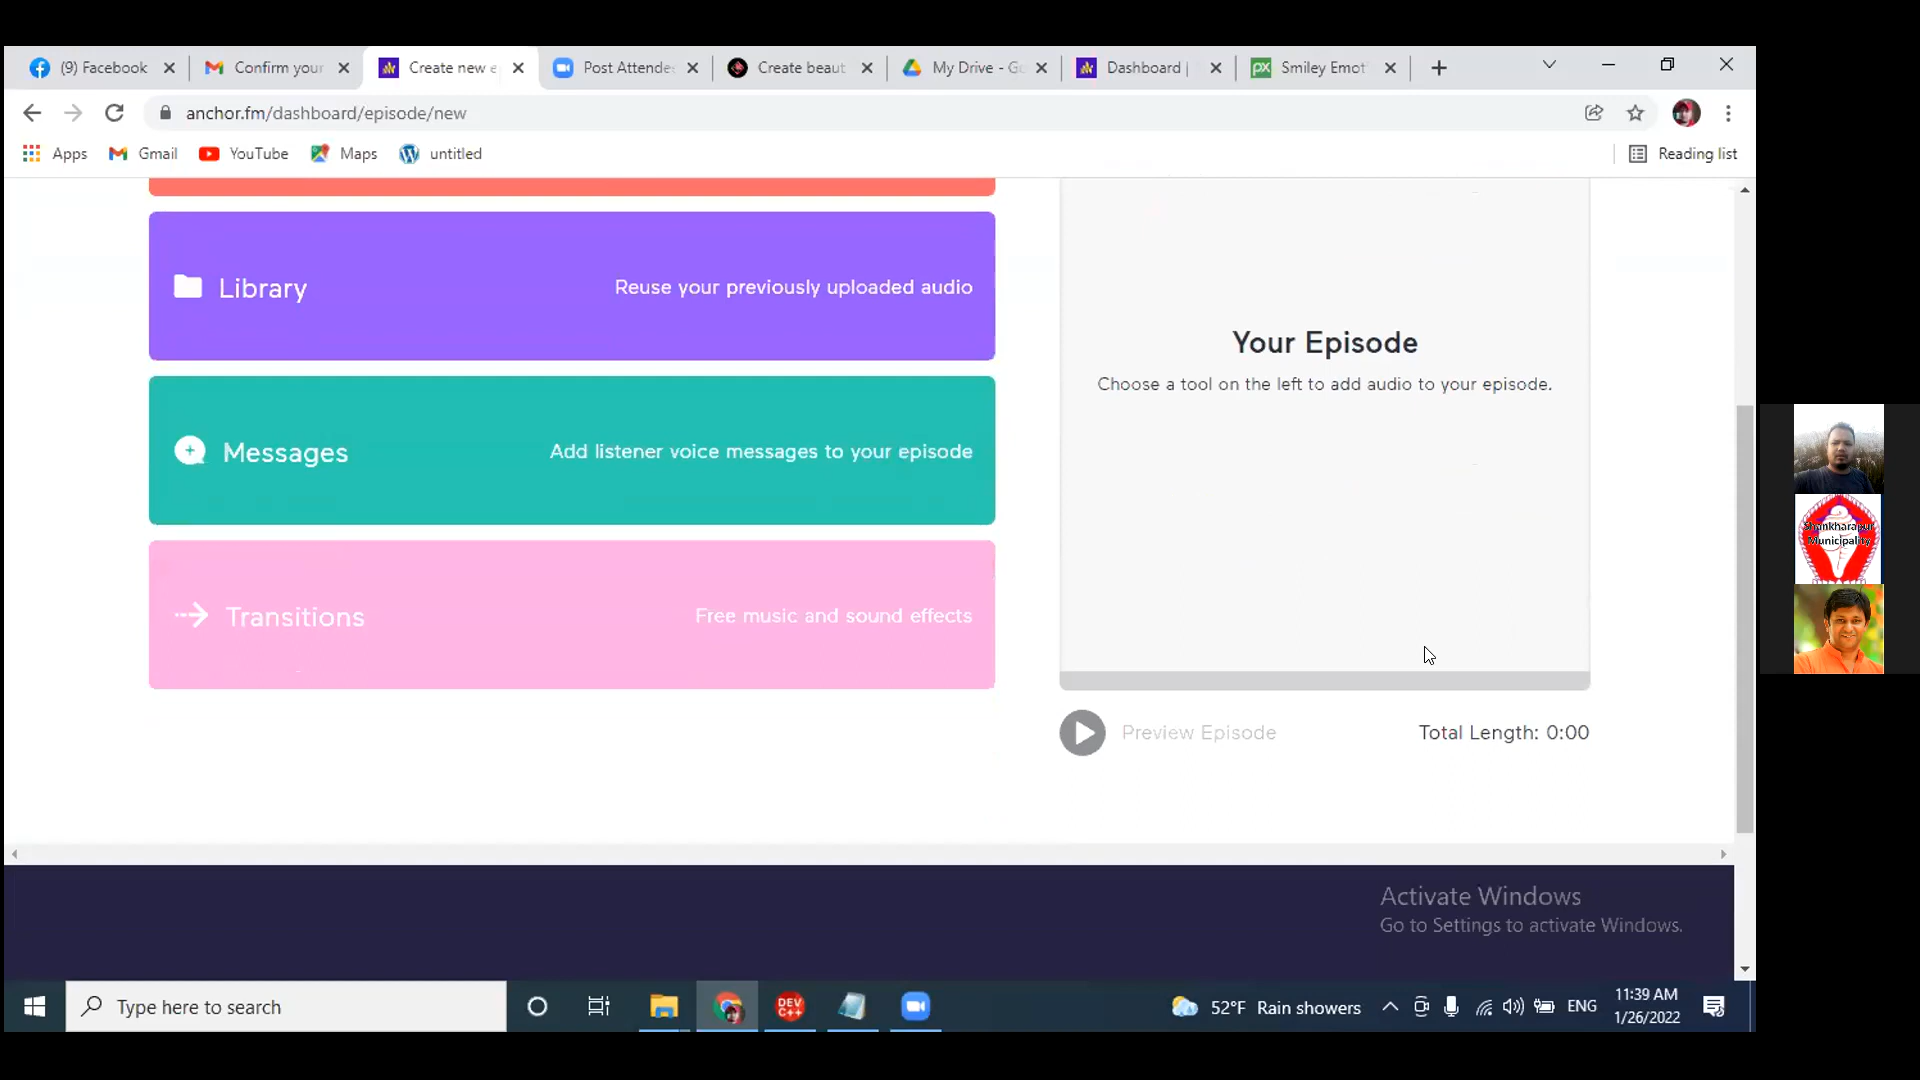 (9) Facebook
Confirm your
Create new e
Post Attende
Create beaut
My Drive - Go
Dashboard |
Smiley Emot
anchor.fm/dashboard/episode/new
Apps
Gmail
YouTube
Maps
untitled
Reading list
Library
Reuse your previously uploaded audio
Your Episode
Choose a tool on the left to add audio to your episode.
Messages
Add listener voice messages to your episode
Shankharapur
Municipality
Transitions
Free music and sound effects
Preview Episode
Total Length: 0:00
Activate Windows
Go to Settings to activate Windows.
Type here to search
DEV
C++
52°F Rain showers
ENG
11:39 AM
1/26/2022